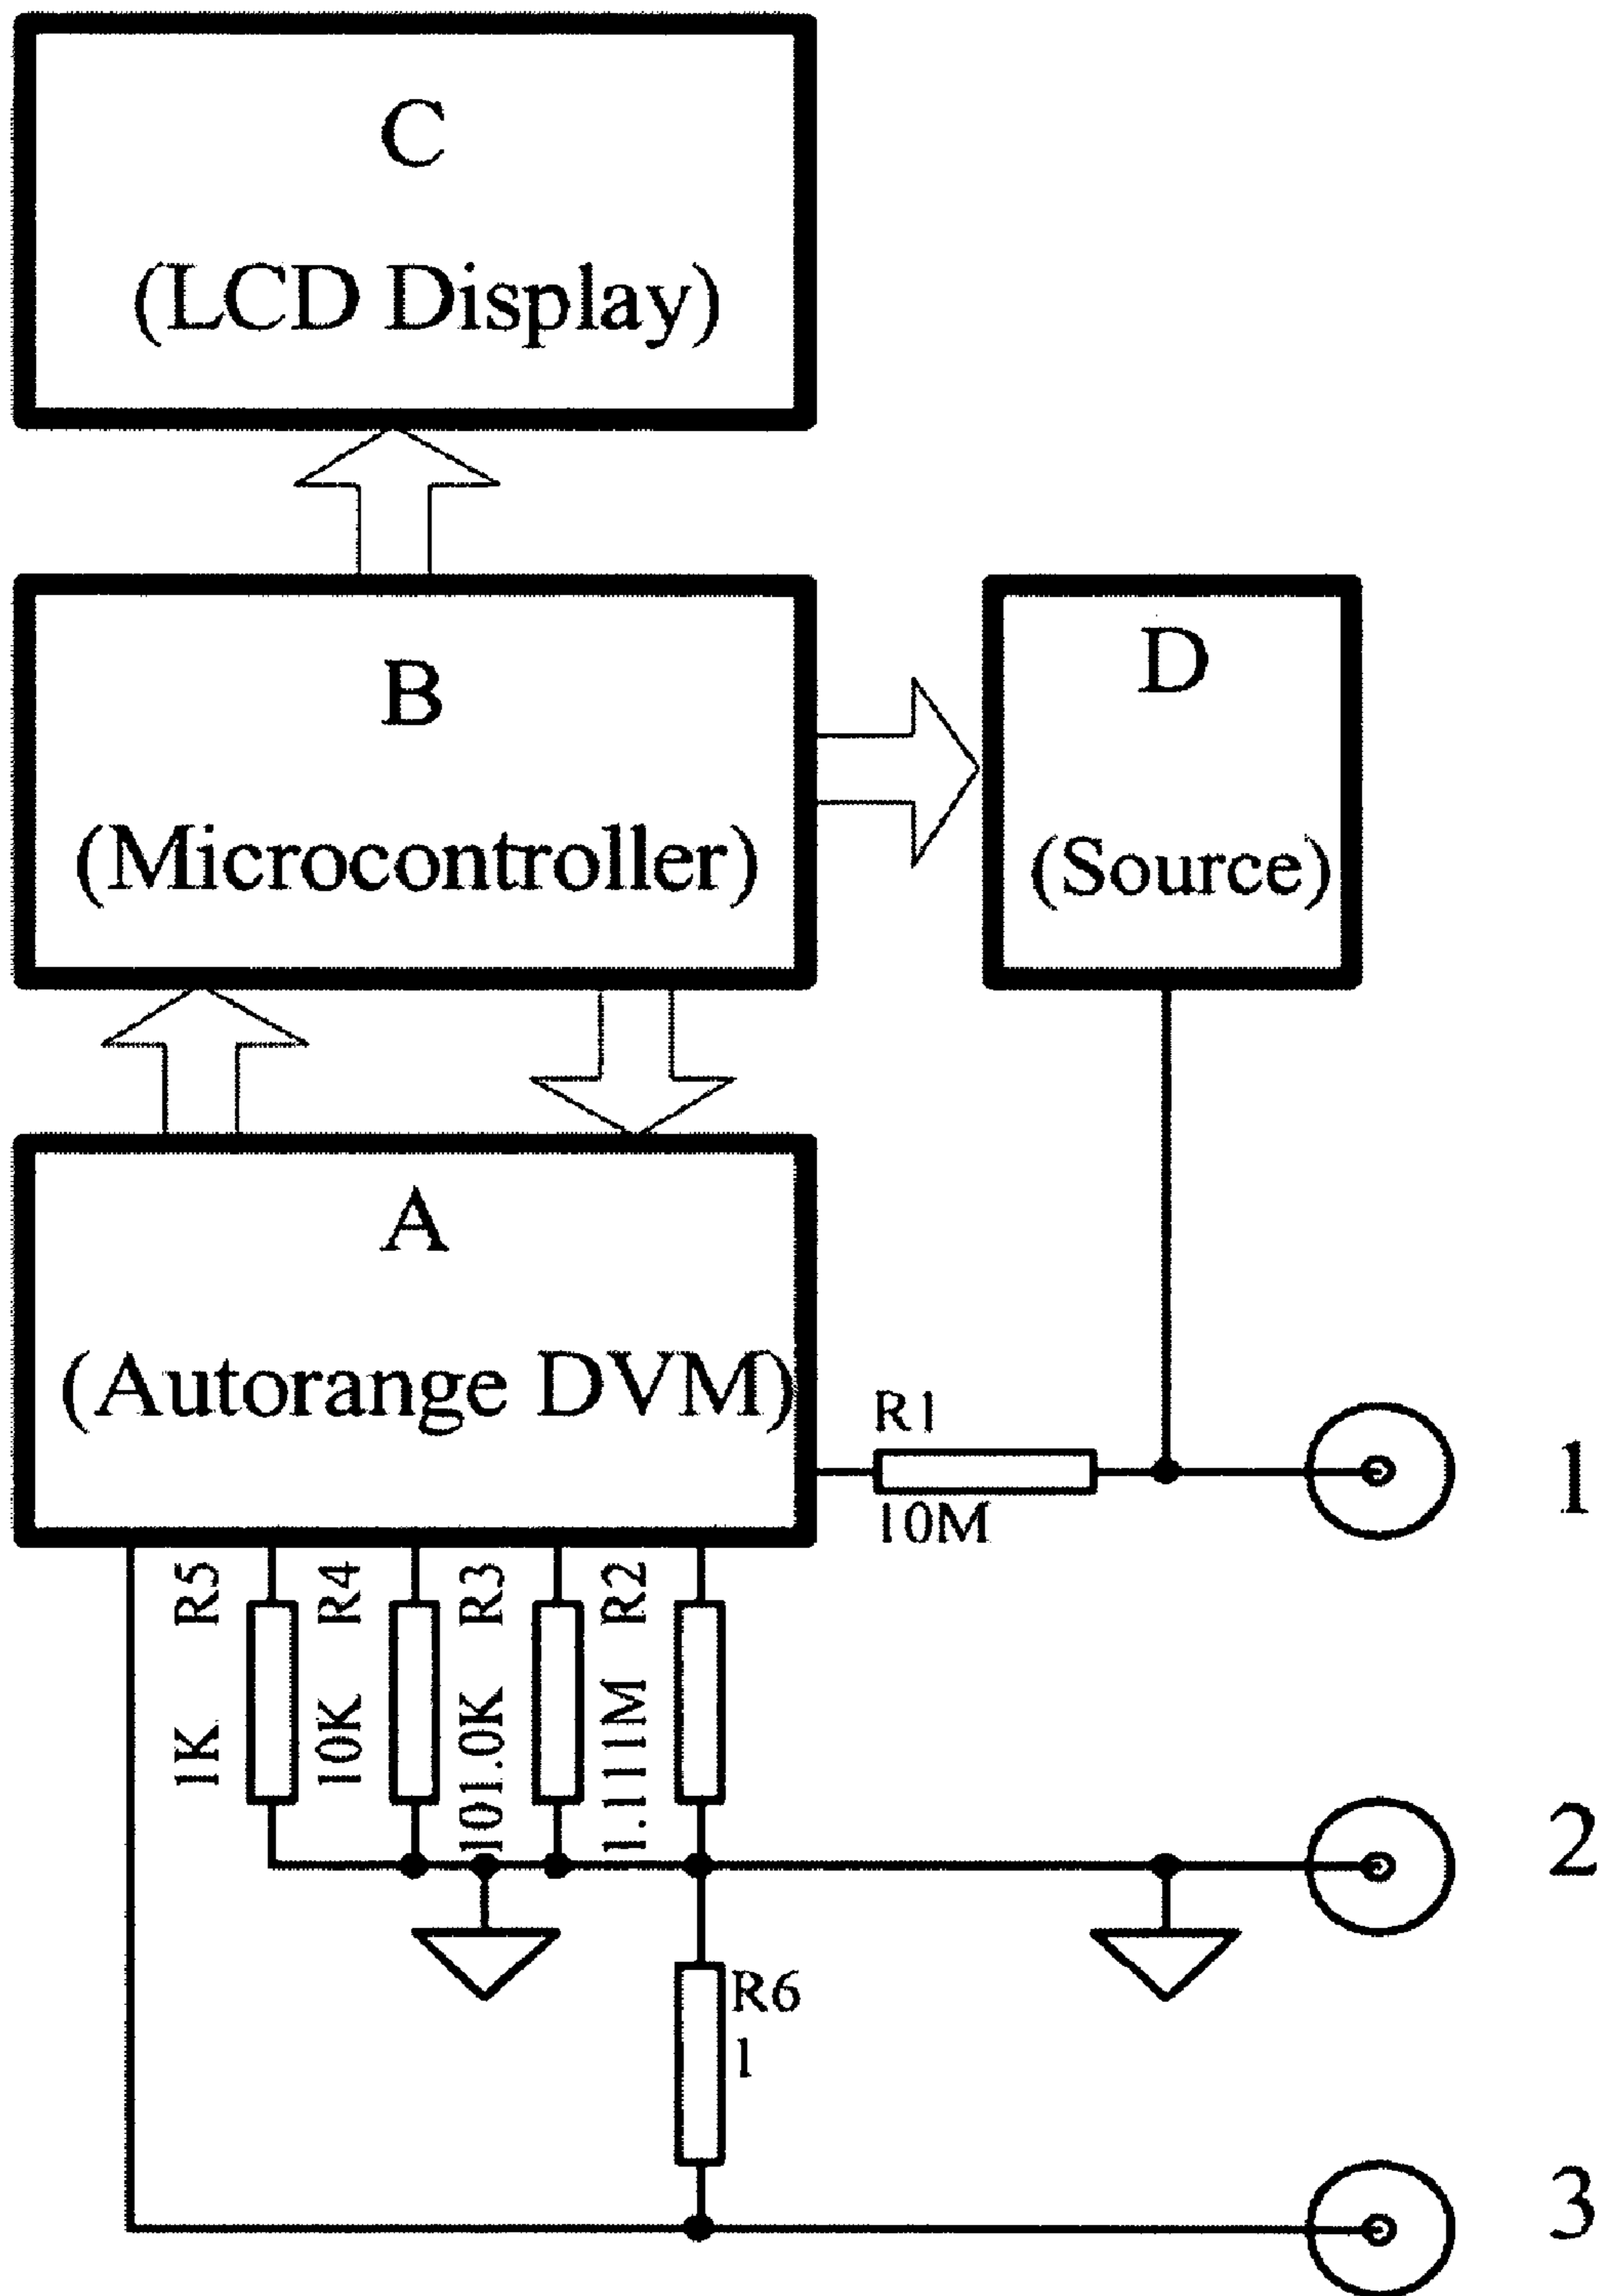 C
(LCD Display)
B
(Microcontroller)
D
(Source)
A
(Autorange DVM)
R1
10M
1
R5
1K
R4
10K
R3
101.0K
R2
1.1111M
2
R6
1
3